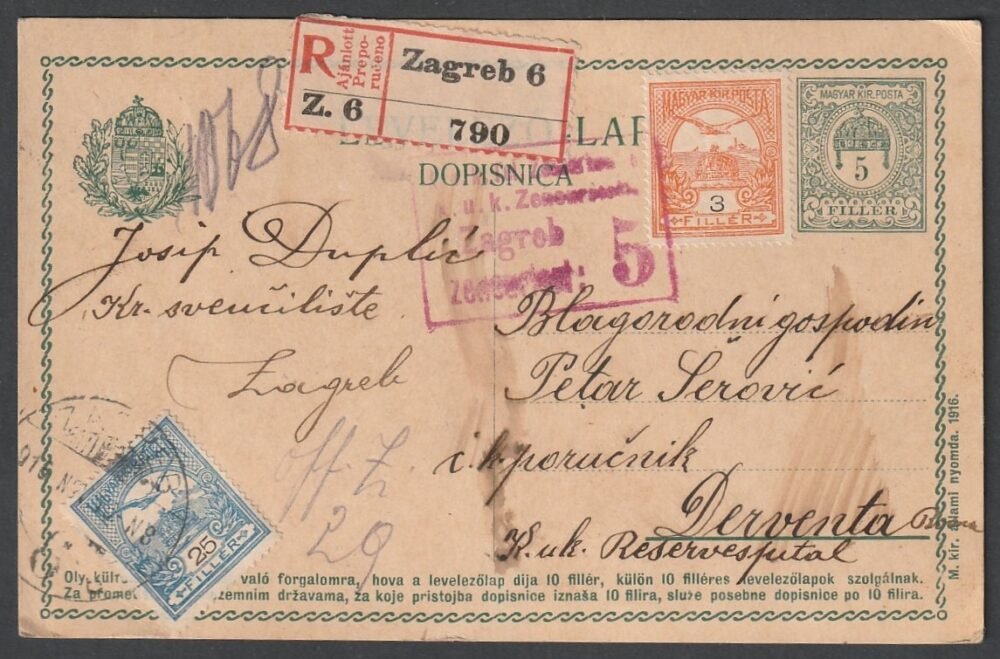 R
Ajánlott
Prepo-
ručeno
Zagreb 6
Z. 6
790
DOPISNICA
MAGYAR KIR. POSTA
3
FILLÉR
MAGYAR KIR. POSTA
5
FILLÉR
u. k.
Zagreb
5
Josip Duplić
Kr. sveučilište
Zagreb
Blagorodni gospodin
Petar Šerović
i. k. poručnik
Derventa
K. u k. Reservespital
29
25
FILLÉR
való forgalomra, hova a levelezőlap dija 10 fillér, külön 10 filléres levelezőlapok szolgálnak.
Za zemnim državama, za koje pristojba dopisnice iznaša 10 filira, služe posebne dopisnice po 10 filira.
M. kir. állami nyomda. 1916.